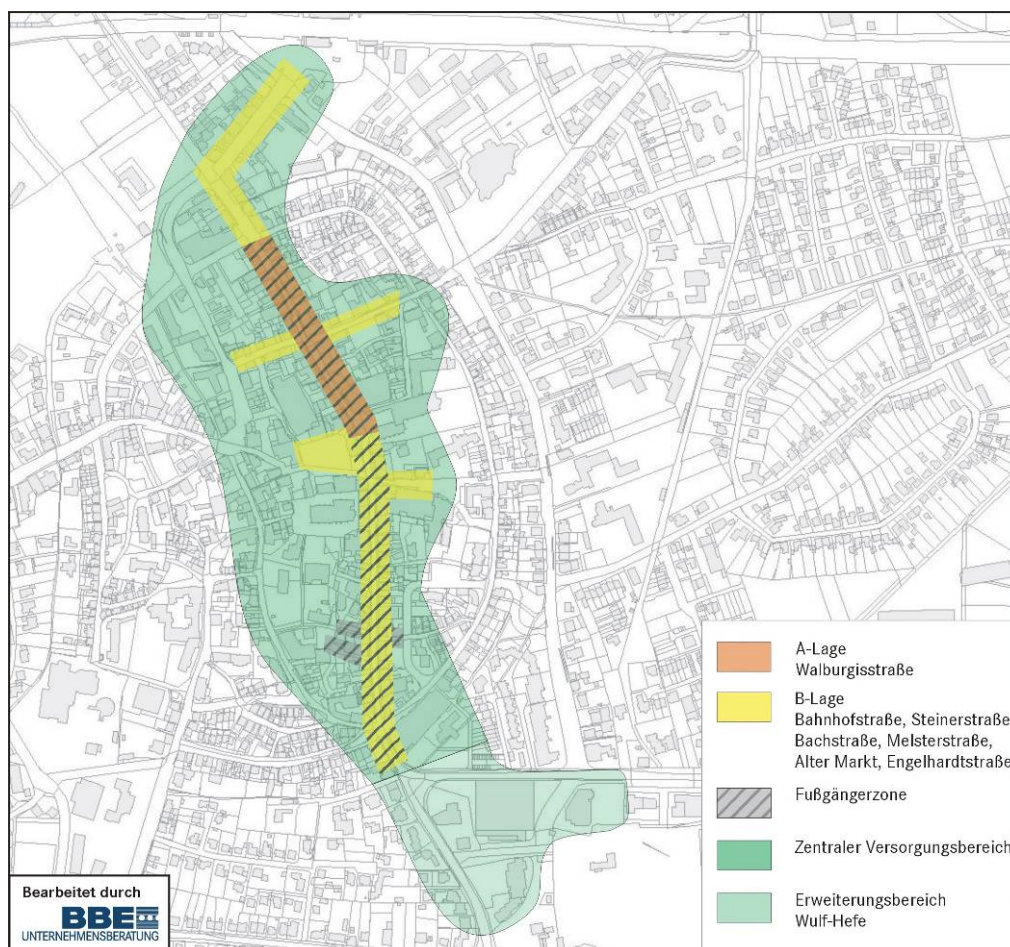 A-Lage
Walburgisstraße
B-Lage
Bahnhofstraße, Steinerstraße
Bachstraße, Melsterstraße,
Alter Markt, Engelhardtstraße
Fußgängerzone
Zentraler Versorgungsbereich
Erweiterungsbereich
Wulf-Hefe
Bearbeitet durch
BBE
UNTERNEHMENSBERATUNG